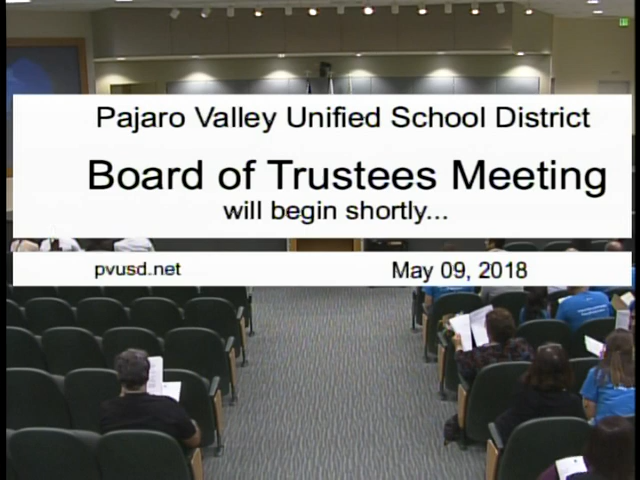 Pajaro Valley Unified School District
Board of Trustees Meeting
will begin shortly...
pvusd.net May 09, 2018